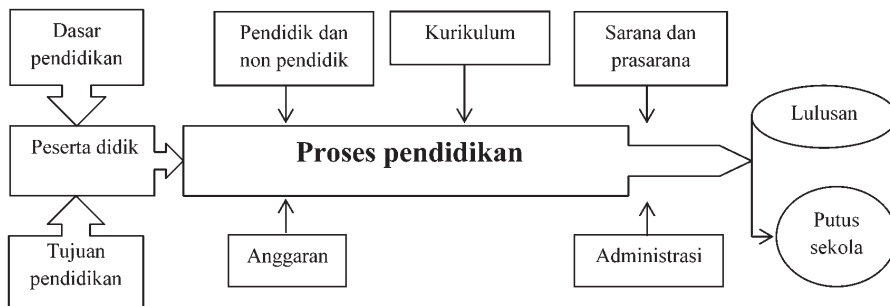 Dasar
pendidikan
Pendidik dan
non pendidik
Kurikulum
Sarana dan
prasarana
Peserta didik
Proses pendidikan
Lulusan
Tujuan
pendidikan
Anggaran
Administrasi
Putus
sekola